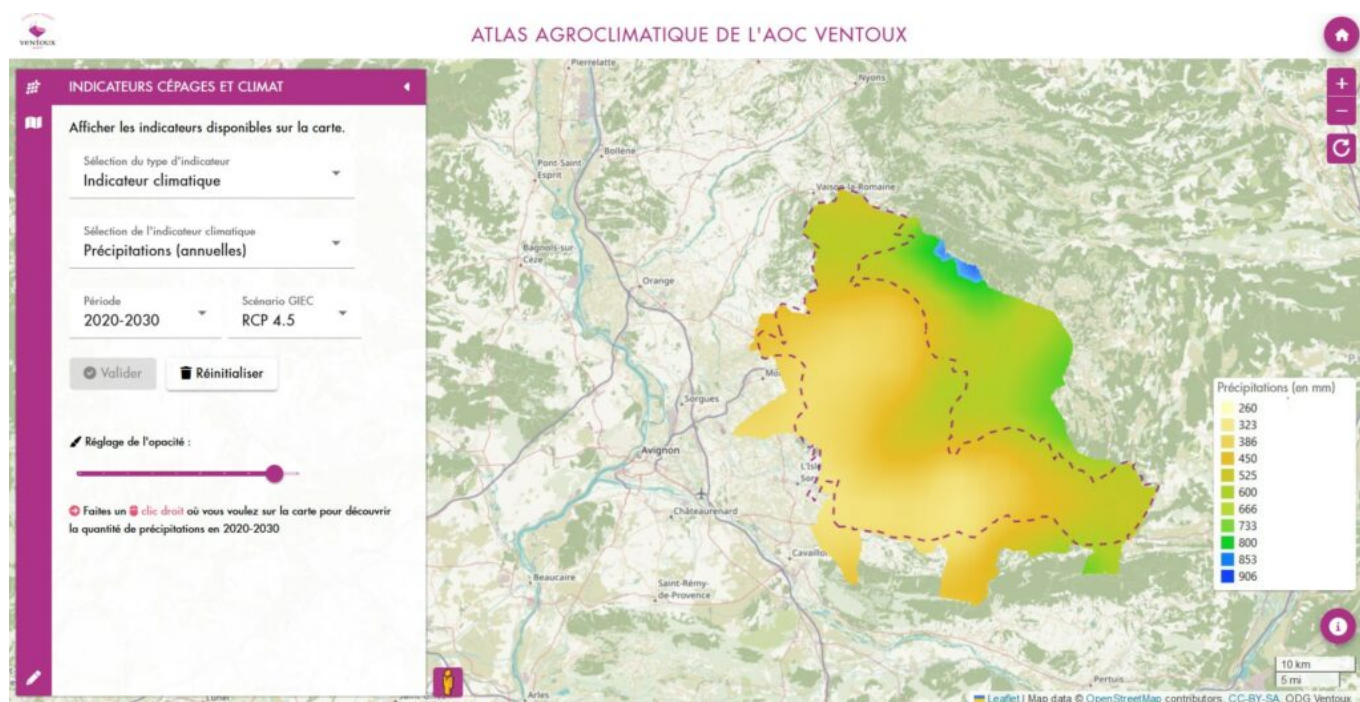 VENTOUX
ATLAS AGROCLIMATIQUE DE L'AOC VENTOUX
INDICATEURS CÉPAGES ET CLIMAT
Afficher les indicateurs disponibles sur la carte.
Sélection du type d'indicateur
Indicateur climatique
Sélection de l'indicateur climatique
Précipitations (annuelles)
Période
2020-2030
Scénario GIEC
RCP 4.5
Valider
Réinitialiser
Réglage de l'opacité :
Faites un clic droit où vous voulez sur la carte pour découvrir
la quantité de précipitations en 2020-2030
Pierrelatte
Nyons
Bollène
Pont-Saint
Esprit
Vaison-la-Romaine
Bagnols-sur
Cèze
Orange
Mo
Sorgues
Avignon
L'Isle
Sor
Châteaurenard
Cavaillon
Beaucaire
Saint-Rémy-
de-Provence
Pertuis
Arles
Lunel
+
−
Précipitations (en mm)
260
323
386
450
525
600
666
733
800
853
906
10 km
5 mi
Leaflet | Map data © OpenStreetMap contributors, CC-BY-SA, ODG Ventoux